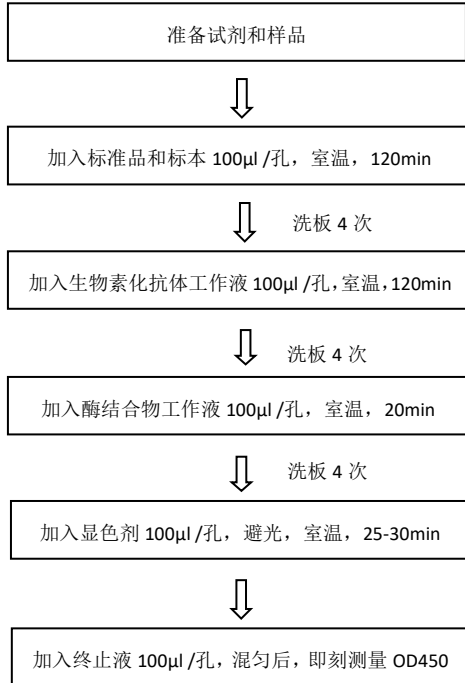 准备试剂和样品
加入标准品和标本 100μl /孔，室温，120min
洗板 4 次
加入生物素化抗体工作液 100μl /孔，室温，120min
洗板 4 次
加入酶结合物工作液 100μl /孔，室温，20min
洗板 4 次
加入显色剂 100μl /孔，避光，室温，25-30min
加入终止液 100μl /孔，混匀后，即刻测量 OD450